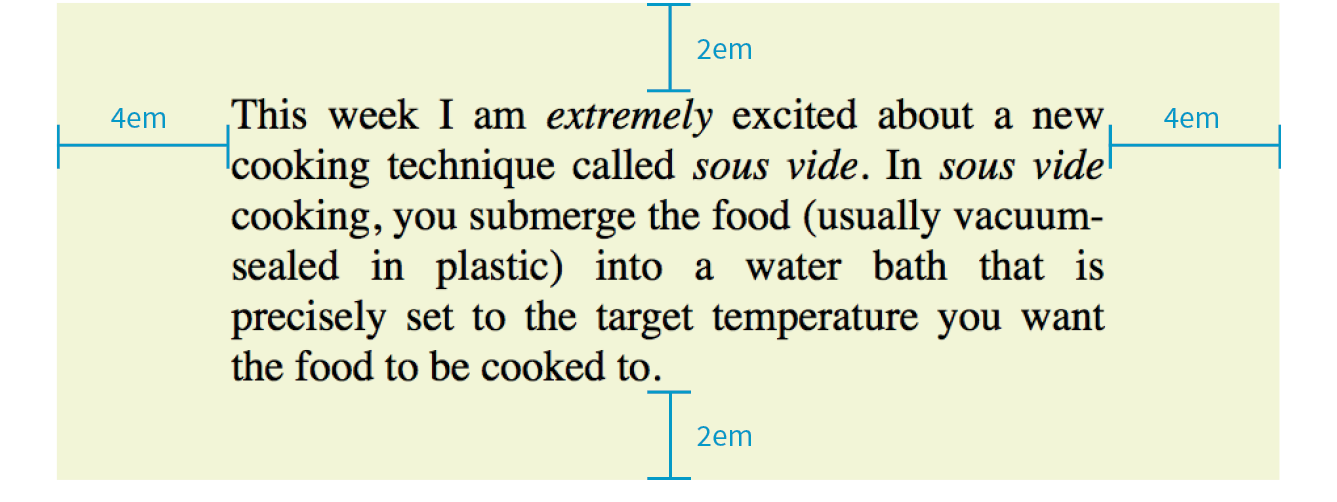 2em
4em
4em
This week I am extremely excited about a new
cooking technique called sous vide. In sous vide
cooking, you submerge the food (usually vacuum-
sealed in plastic) into a water bath that is
precisely set to the target temperature you want
the food to be cooked to.
2em